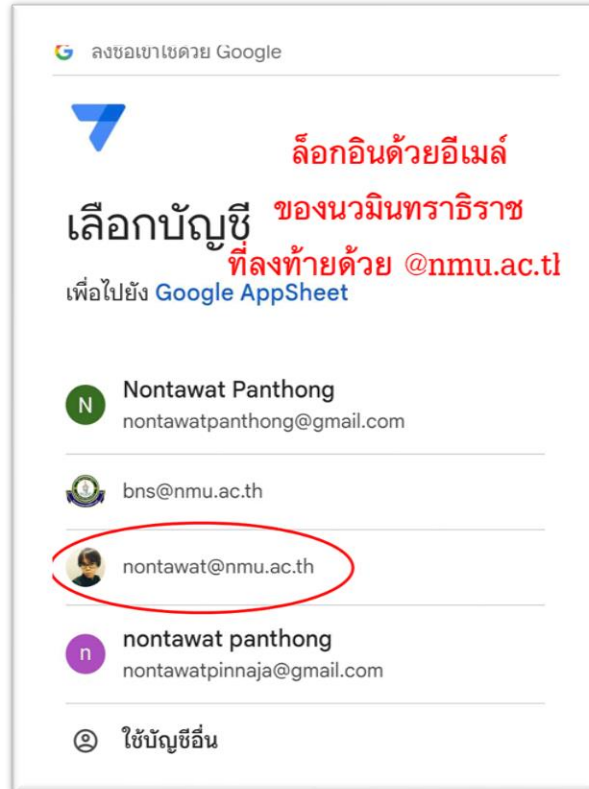 ลงชื่อเข้าใช้ด้วย Google
ล็อกอินด้วยอีเมล์
ของนวมินทราธิราช
ที่ลงท้ายด้วย @nmu.ac.tl
เลือกบัญชี
เพื่อไปยัง Google AppSheet
N
Nontawat Panthong
nontawatpanthong@gmail.com
bns@nmu.ac.th
nontawat@nmu.ac.th
n
nontawat panthong
nontawatpinnaja@gmail.com
ใช้บัญชีอื่น